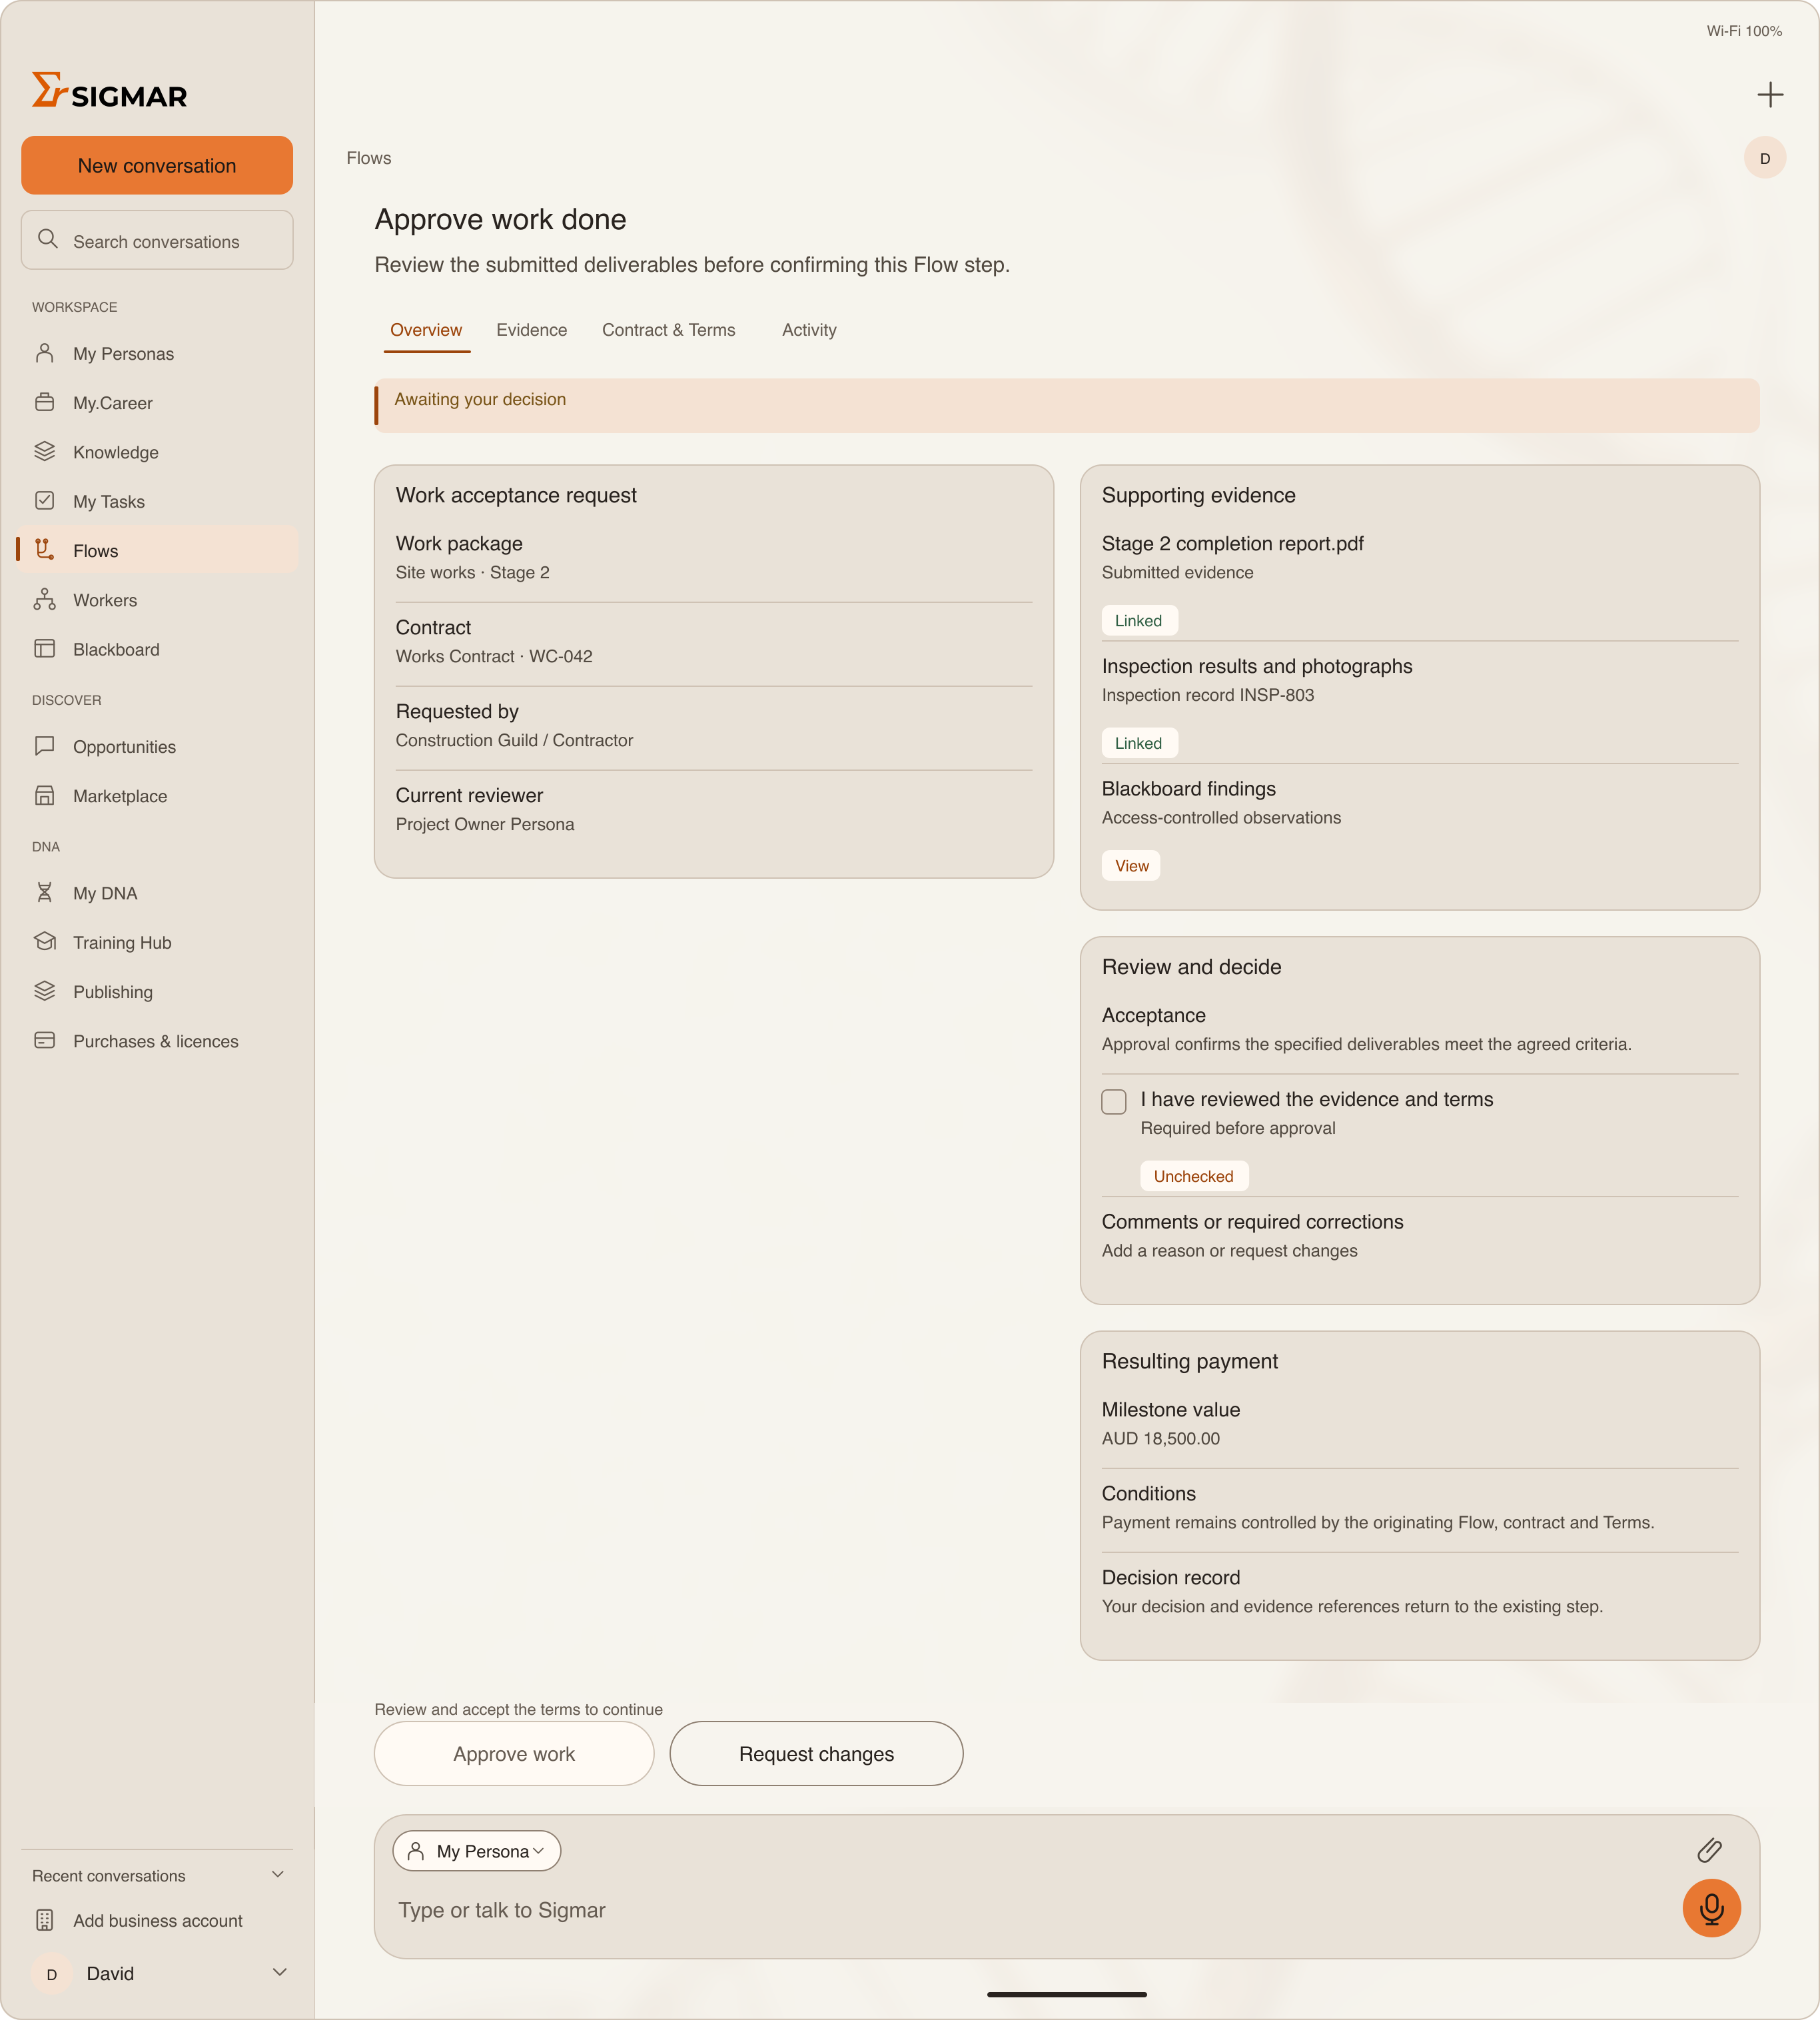 Wi-Fi 100%
Σr SIGMAR
New conversation
Search conversations
WORKSPACE
My Personas
My.Career
Knowledge
My Tasks
Flows
Workers
Blackboard
DISCOVER
Opportunities
Marketplace
DNA
My DNA
Training Hub
Publishing
Purchases & licences
Recent conversations
Add business account
D
David
Flows
D
Approve work done
Review the submitted deliverables before confirming this Flow step.
Overview
Evidence
Contract & Terms
Activity
Awaiting your decision
Work acceptance request
Work package
Site works · Stage 2
Contract
Works Contract · WC-042
Requested by
Construction Guild / Contractor
Current reviewer
Project Owner Persona
Supporting evidence
Stage 2 completion report.pdf
Submitted evidence
Linked
Inspection results and photographs
Inspection record INSP-803
Linked
Blackboard findings
Access-controlled observations
View
Review and decide
Acceptance
Approval confirms the specified deliverables meet the agreed criteria.
I have reviewed the evidence and terms
Required before approval
Unchecked
Comments or required corrections
Add a reason or request changes
Resulting payment
Milestone value
AUD 18,500.00
Conditions
Payment remains controlled by the originating Flow, contract and Terms.
Decision record
Your decision and evidence references return to the existing step.
Review and accept the terms to continue
Approve work
Request changes
My Persona
Type or talk to Sigmar